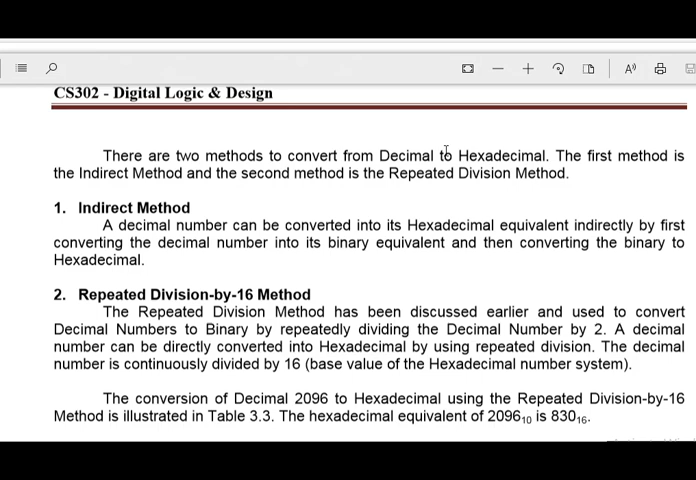 CS302 - Digital Logic & Design
There are two methods to convert from Decimal to Hexadecimal. The first method is
the Indirect Method and the second method is the Repeated Division Method.
1. Indirect Method
A decimal number can be converted into its Hexadecimal equivalent indirectly by first
converting the decimal number into its binary equivalent and then converting the binary to
Hexadecimal.
2. Repeated Division-by-16 Method
The Repeated Division Method has been discussed earlier and used to convert
Decimal Numbers to Binary by repeatedly dividing the Decimal Number by 2. A decimal
number can be directly converted into Hexadecimal by using repeated division. The decimal
number is continuously divided by 16 (base value of the Hexadecimal number system).
The conversion of Decimal 2096 to Hexadecimal using the Repeated Division-by-16
Method is illustrated in Table 3.3. The hexadecimal equivalent of 2096₁₀ is 830₁₆.